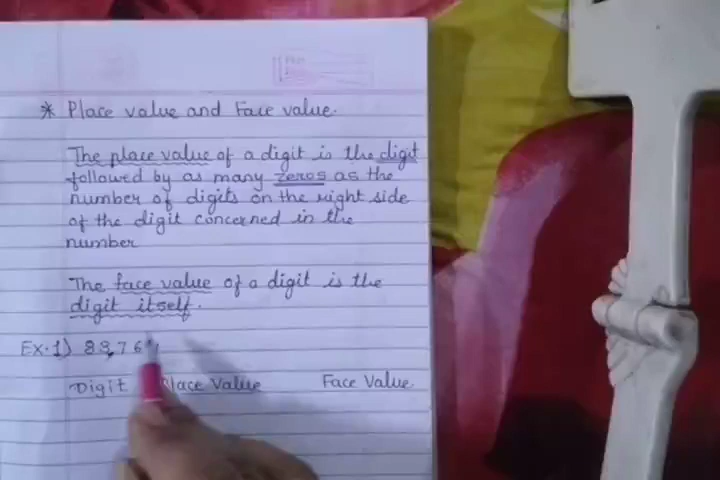 * Place value and Face value.
The place value of a digit is the digit
followed by as many zeros as the
number of digits on the right side
of the digit concerned in the
number
The face value of a digit is the
digit itself.
Ex.1)
Digit Place Value Face Value